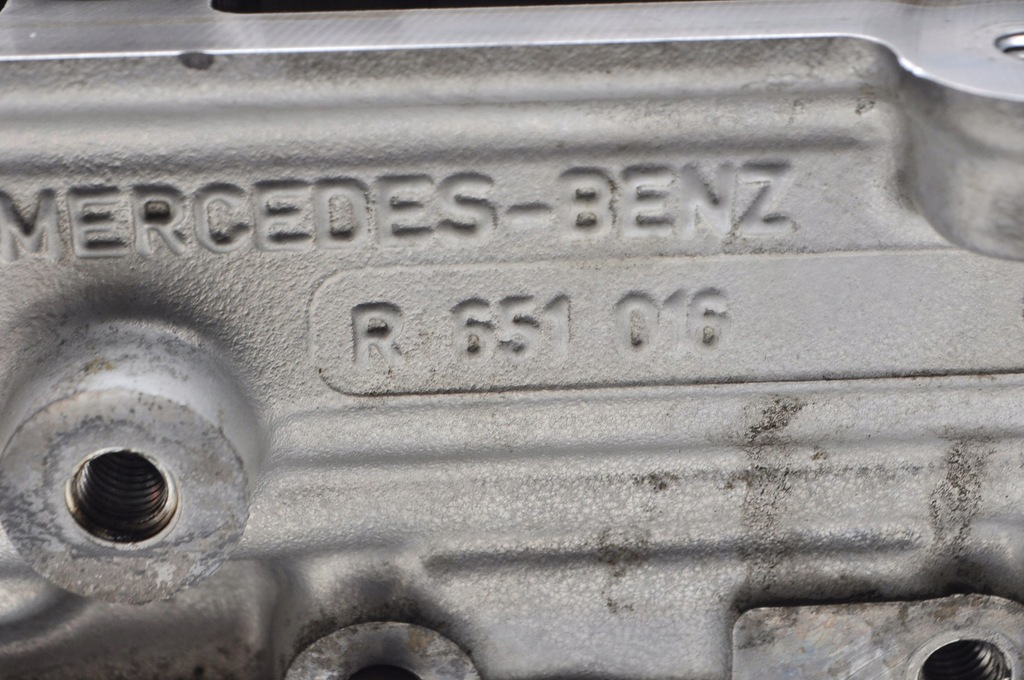 MERCEDES-BENZ
R 651 016